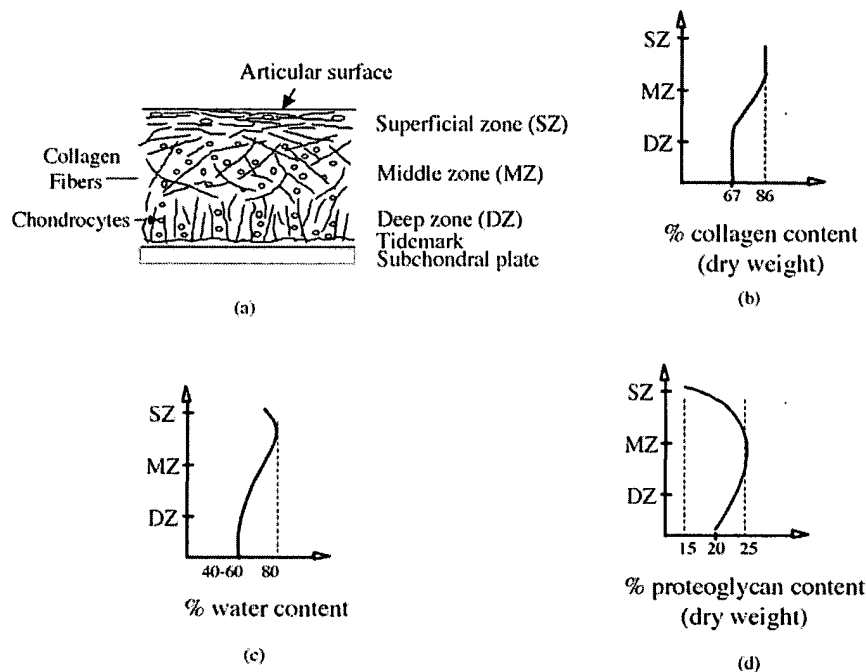 Articular surface
Superficial zone (SZ)
Collagen
Fibers
Middle zone (MZ)
Chondrocytes
Deep zone (DZ)
Tidemark
Subchondral plate
(a)
SZ
MZ
DZ
67 86
% collagen content
(dry weight)
(b)
SZ
MZ
DZ
40-60 80
% water content
(c)
SZ
MZ
DZ
15 20 25
% proteoglycan content
(dry weight)
(d)